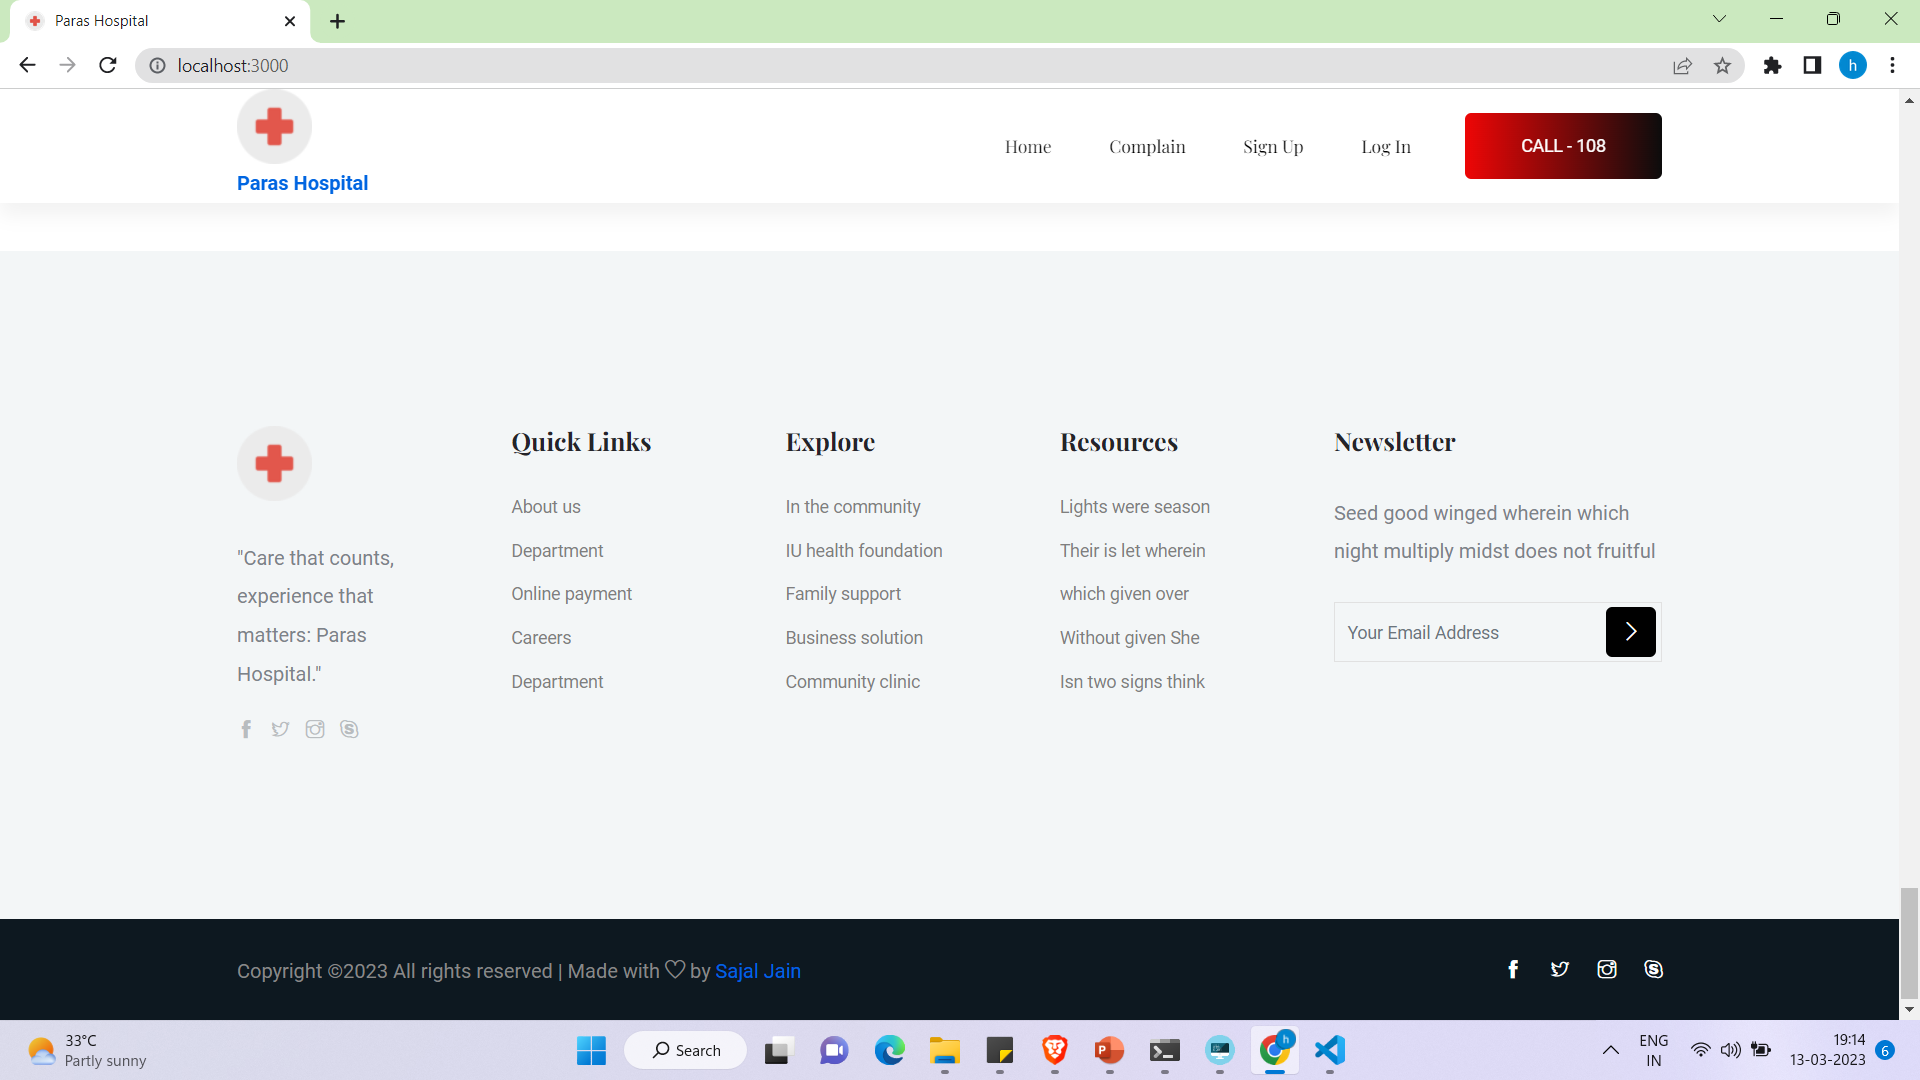 Paras Hospital
localhost:3000
h
Home
Complain
Sign Up
Log In
CALL - 108
Paras Hospital
Quick Links
About us
Department
Online payment
Careers
Department
Explore
In the community
IU health foundation
Family support
Business solution
Community clinic
Resources
Lights were season
Their is let wherein
which given over
Without given She
Isn two signs think
Newsletter
Seed good winged wherein which
night multiply midst does not fruitful
Your Email Address
"Care that counts,
experience that
matters: Paras
Hospital."
Copyright ©2023 All rights reserved | Made with ♡ by Sajal Jain
33°C
Partly sunny
Search
h
ENG
IN
19:14
13-03-2023
6